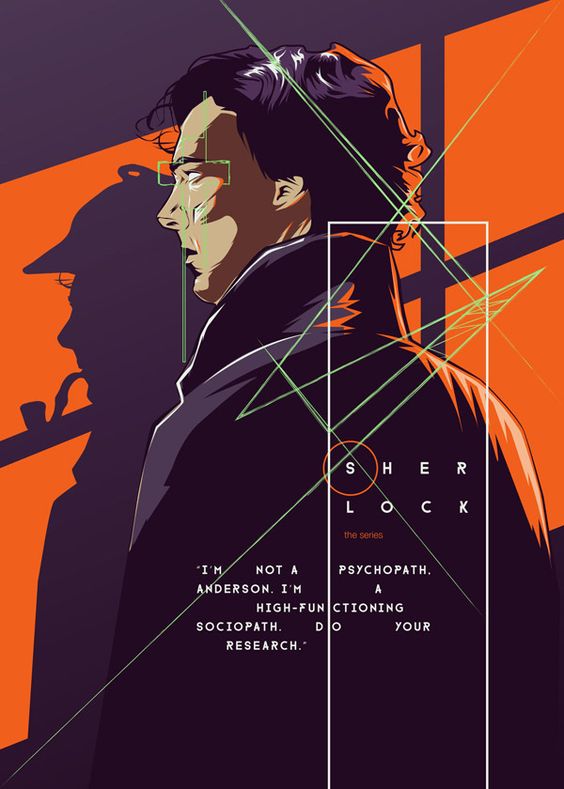 SHER
LOCK
the series
"I'M NOT A PSYCHOPATH,
ANDERSON. I'M A
HIGH-FUNCTIONING
SOCIOPATH. DO YOUR
RESEARCH."